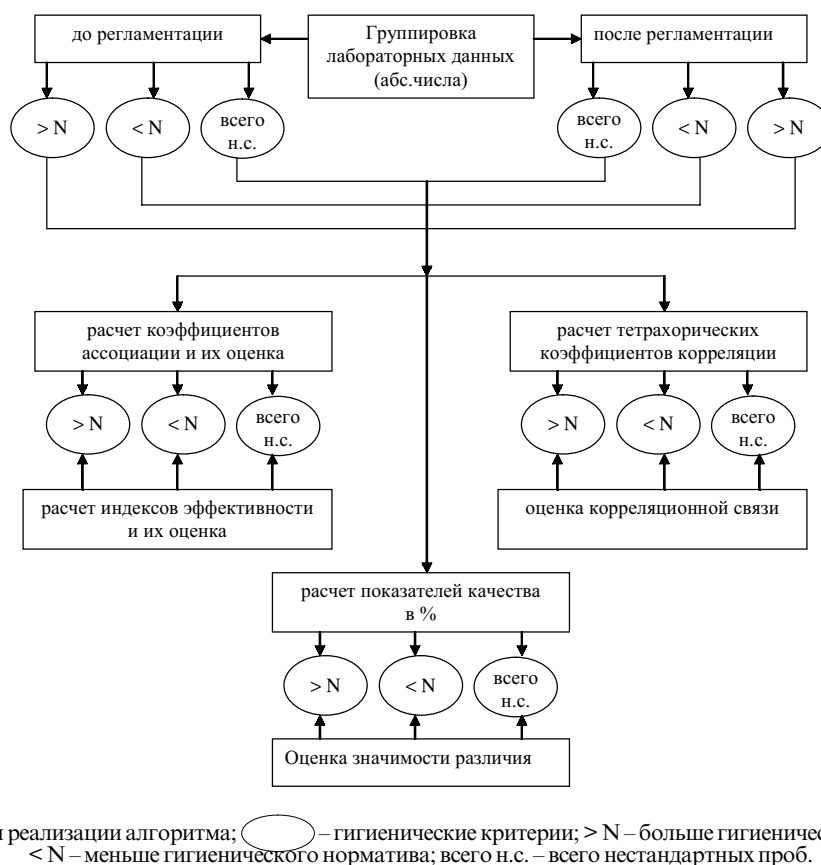 до регламентации
Группировка
лабораторных данных
(абс.числа)
после регламентации
> N
< N
всего
н.с.
всего
н.с.
< N
> N
расчет коэффициентов
ассоциации и их оценка
расчет тетрахорических
коэффициентов корреляции
> N
< N
всего
н.с.
> N
< N
всего
н.с.
расчет индексов эффективности
и их оценка
оценка корреляционной связи
расчет показателей качества
в %
> N
< N
всего
н.с.
Оценка значимости различия
реализации алгоритма; – гигиенические критерии; > N – больше
< N – меньше гигиенического норматива; всего н.с. – всего нестандартных проб.